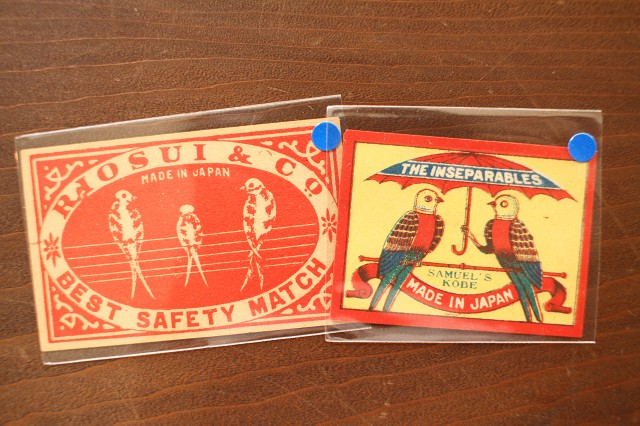 RIOSUI & Co.
MADE IN JAPAN
BEST SAFETY MATCH
THE INSEPARABLES
SAMUEL'S
KOBE
MADE IN JAPAN